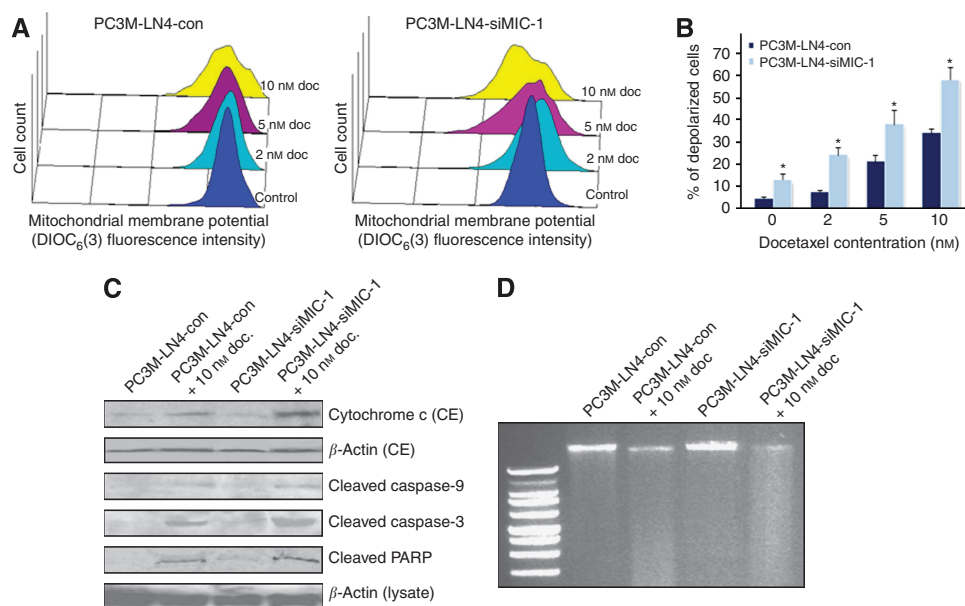 A
PC3M-LN4-con
Cell count
10 nM doc
5 nM doc
2 nM doc
Control
Mitochondrial membrane potential
(DIOC6(3) fluorescence intensity)
PC3M-LN4-siMIC-1
Cell count
10 nM doc
5 nM doc
2 nM doc
Control
Mitochondrial membrane potential
(DIOC6(3) fluorescence intensity)
B
PC3M-LN4-con
PC3M-LN4-siMIC-1
% of depolarized cells
70
60
50
40
30
20
10
0
* * * *
0 2 5 10
Docetaxel contentration (nM)
C
PC3M-LN4-con
PC3M-LN4-con
+ 10 nM doc.
PC3M-LN4-siMIC-1
PC3M-LN4-siMIC-1
+ 10 nM doc.
Cytochrome c (CE)
β-Actin (CE)
Cleaved caspase-9
Cleaved caspase-3
Cleaved PARP
β-Actin (lysate)
D
PC3M-LN4-con
PC3M-LN4-con
+ 10 nM doc
PC3M-LN4-siMIC-1
PC3M-LN4-siMIC-1
+ 10 nM doc